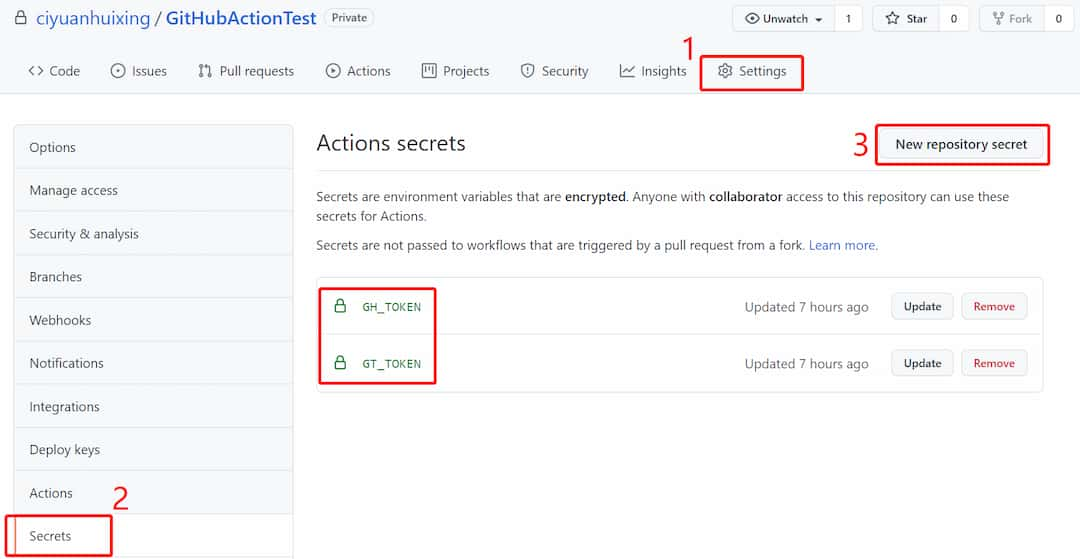 ciyuanhuixing / GitHubActionTest Private
Unwatch 1 Star 0 Fork 0
1
Code Issues Pull requests Actions Projects Security Insights Settings
Options
Manage access
Security & analysis
Branches
Webhooks
Notifications
Integrations
Deploy keys
Actions
2
Secrets
Actions secrets
3 New repository secret
Secrets are environment variables that are encrypted. Anyone with collaborator access to this repository can use these
secrets for Actions.
Secrets are not passed to workflows that are triggered by a pull request from a fork. Learn more.
GH_TOKEN Updated 7 hours ago Update Remove
GT_TOKEN Updated 7 hours ago Update Remove